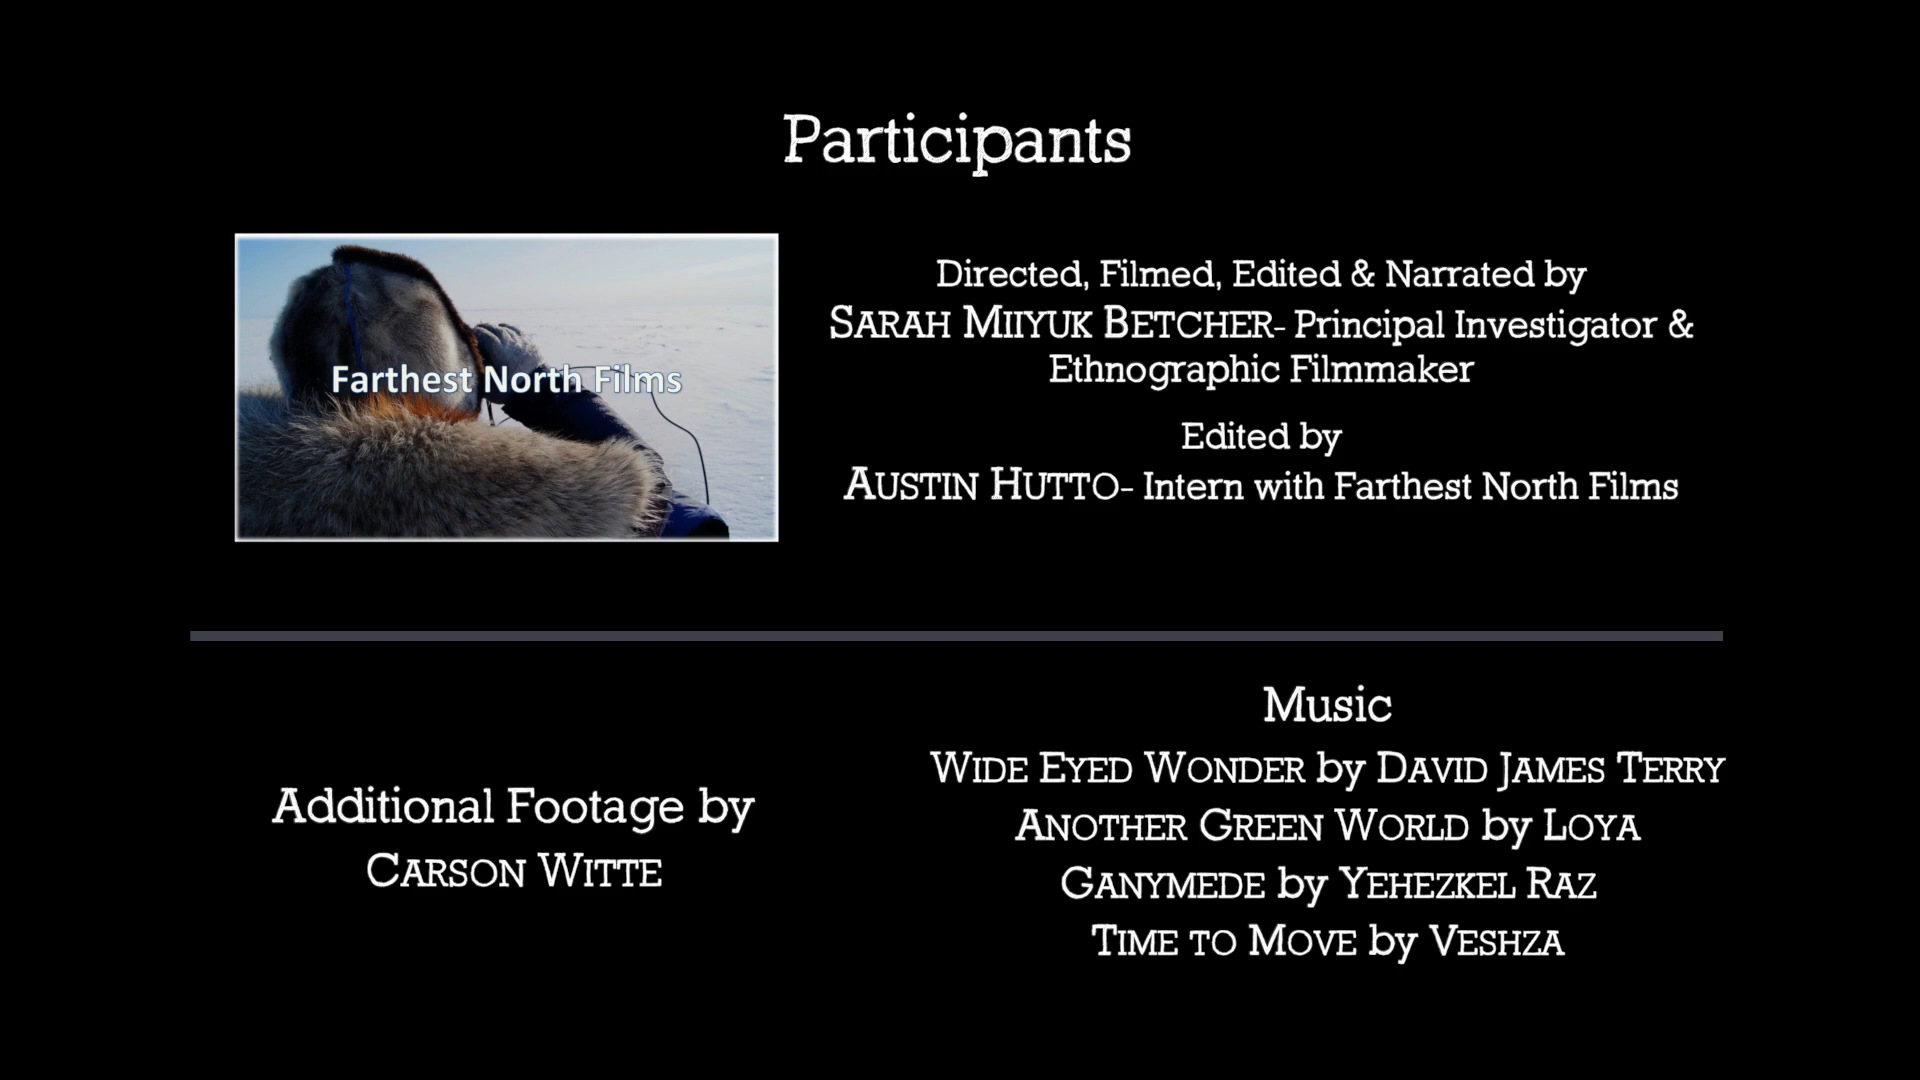 Participants
Farthest North Films
Directed, Filmed, Edited & Narrated by
SARAH MIIYUK BETCHER- Principal Investigator &
Ethnographic Filmmaker
Edited by
AUSTIN HUTTO- Intern with Farthest North Films
Additional Footage by
CARSON WITTE
Music
WIDE EYED WONDER by DAVID JAMES TERRY
ANOTHER GREEN WORLD by LOYA
GANYMEDE by YEHEZKEL RAZ
TIME TO MOVE by VESHZA